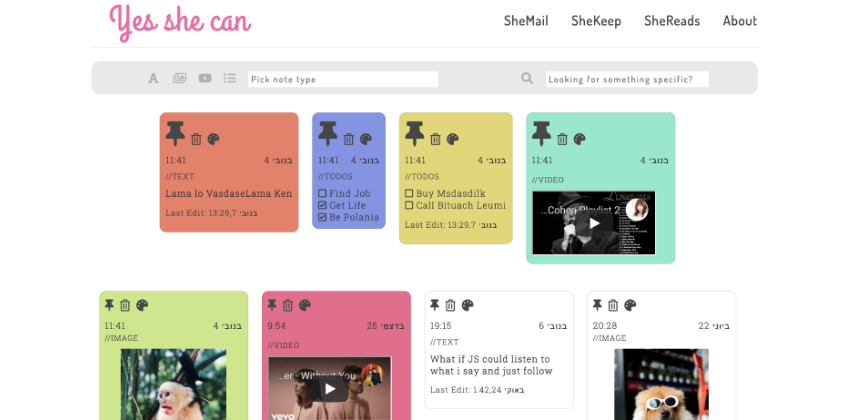 Yes she can
SheMail SheKeep SheReads About
Pick note type
Looking for something specific?
11:41 4 בנוב׳
//TEXT
Lama lo VasdaseLama Ken
Last Edit: 13:29,7 בנוב׳
11:41 4 בנוב׳
//TODOS
Find Job
Get Life
Be Polania
11:41 4 בנוב׳
//TODOS
Buy Msdasdilk
Call Bituach Leumi
Last Edit: 13:29,7 בנוב׳
11:41 4 בנוב׳
//VIDEO
...Cohen Playlist 2
11:41 4 בנוב׳
//IMAGE
9:54 25 בדצמ׳
//VIDEO
...er - Without You
vevo
19:15 6 בנוב׳
//TEXT
What if JS could listen to
what i say and just follow
Last Edit: 1:42,24 באוק׳
20:28 22 ביוני
//IMAGE